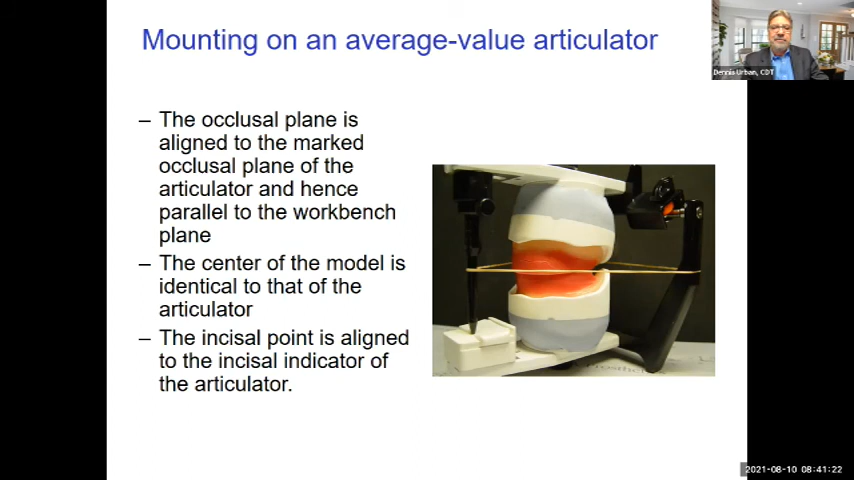 Mounting on an average-value articulator
Dennis Urban, CDT
– The occlusal plane is
aligned to the marked
occlusal plane of the
articulator and hence
parallel to the workbench
plane
– The center of the model is
identical to that of the
articulator
– The incisal point is aligned
to the incisal indicator of
the articulator.
2021-08-10 08:41:22